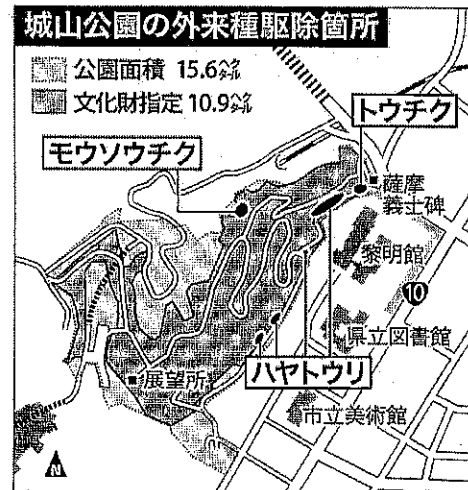 城山公園の外来種駆除箇所
公園面積 15.6㌶
文化財指定 10.9㌶
トウチク
モウソウチク
薩摩
義士碑
黎明館
10
県立図書館
ハヤトウリ
展望所
市立美術館
N